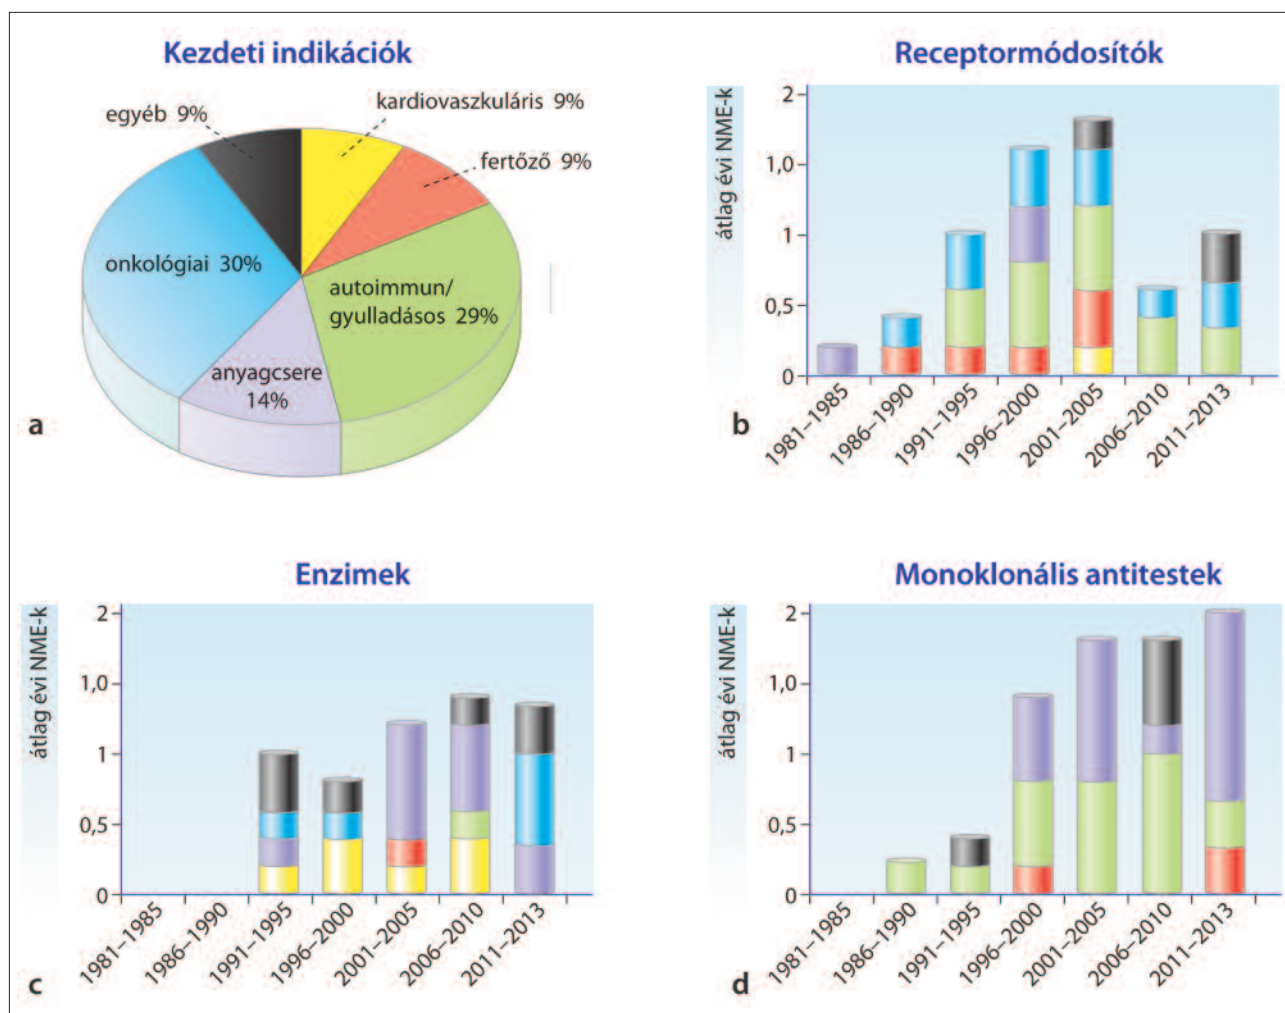 Kezdeti indikációk
egyéb 9%
kardiovaszkuláris 9%
fertőző 9%
onkológiai 30%
autoimmun/
gyulladásos 29%
anyagcsere
14%
a
Receptormódosítók
átlag évi NME-k
2
1,0
1
0,5
0
1981–1985
1986–1990
1991–1995
1996–2000
2001–2005
2006–2010
2011–2013
b
Enzimek
átlag évi NME-k
2
1,0
1
0,5
0
1981–1985
1986–1990
1991–1995
1996–2000
2001–2005
2006–2010
2011–2013
c
Monoklonális antitestek
átlag évi NME-k
2
1,0
1
0,5
0
1981–1985
1986–1990
1991–1995
1996–2000
2001–2005
2006–2010
2011–2013
d